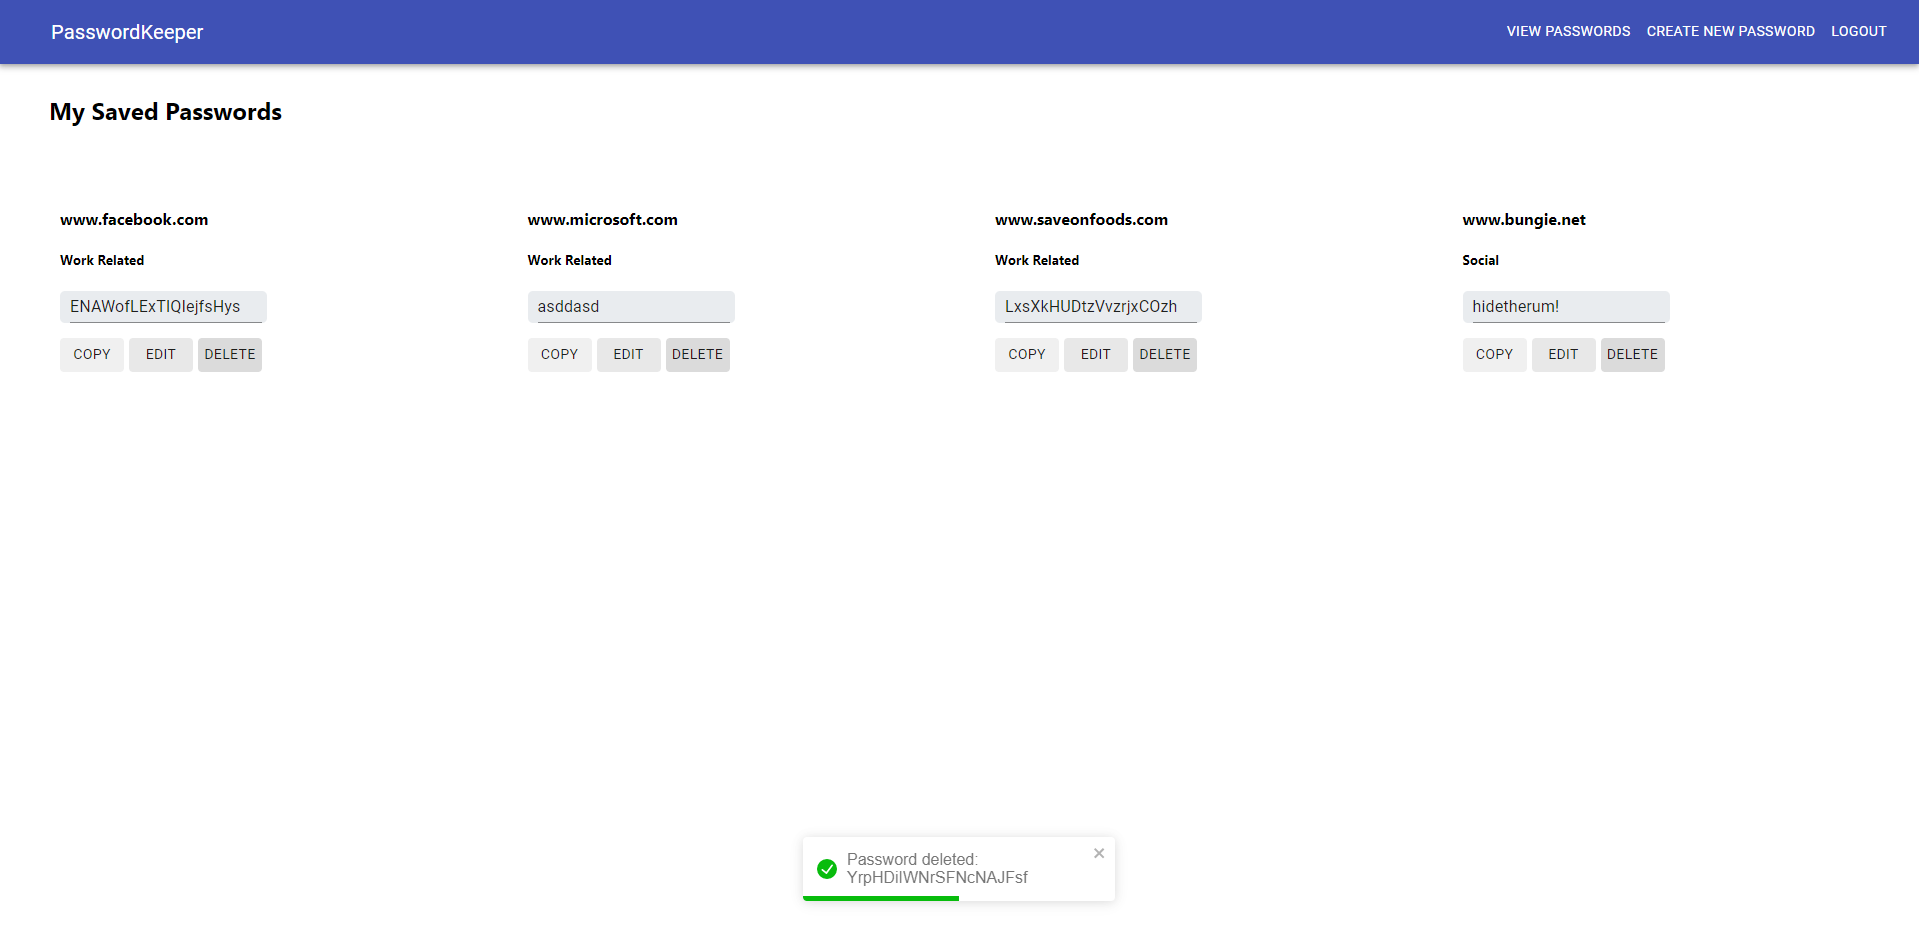 PasswordKeeper
VIEW PASSWORDS CREATE NEW PASSWORD LOGOUT
My Saved Passwords
www.facebook.com
Work Related
ENAWofLExTIQIejfsHys
COPY EDIT DELETE
www.microsoft.com
Work Related
asddasd
COPY EDIT DELETE
www.saveonfoods.com
Work Related
LxsXkHUDtzVvzrjxCOzh
COPY EDIT DELETE
www.bungie.net
Social
hidetherum!
COPY EDIT DELETE
Password deleted:
YrpHDilWNrSFNcNAJFsf